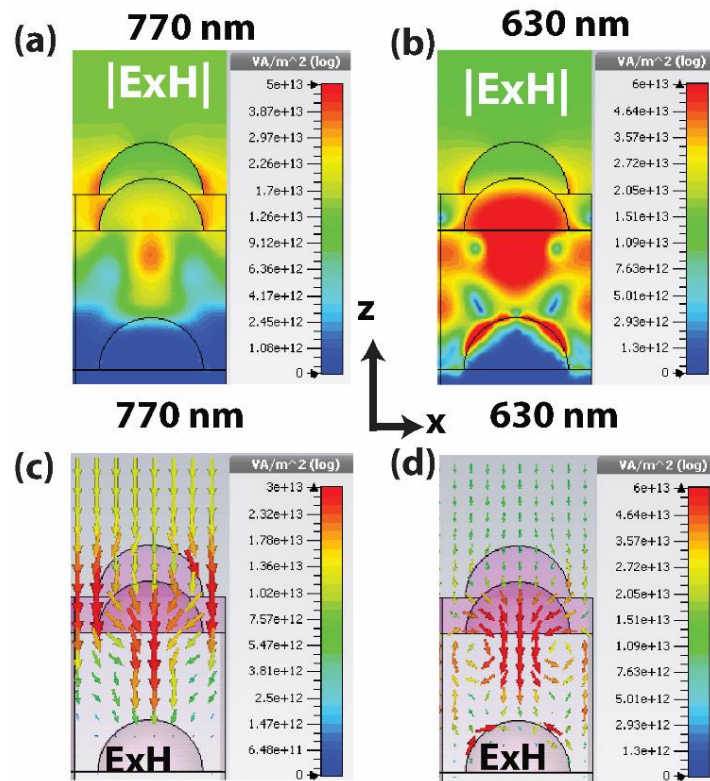 770 nm
630 nm
(a)
|ExH|
VA/m^2 (log)
5e+13
3.87e+13
2.97e+13
2.26e+13
1.7e+13
1.26e+13
9.12e+12
6.36e+12
4.17e+12
2.45e+12
1.08e+12
0
(b)
|ExH|
VA/m^2 (log)
6e+13
4.64e+13
3.57e+13
2.72e+13
2.05e+13
1.51e+13
1.09e+13
7.63e+12
5.01e+12
2.93e+12
1.3e+12
0
z
x
770 nm
630 nm
(c)
ExH
VA/m^2 (log)
3e+13
2.32e+13
1.78e+13
1.36e+13
1.02e+13
7.57e+12
5.47e+12
3.81e+12
2.5e+12
1.47e+12
6.48e+11
0
(d)
ExH
VA/m^2 (log)
6e+13
4.64e+13
3.57e+13
2.72e+13
2.05e+13
1.51e+13
1.09e+13
7.63e+12
5.01e+12
2.93e+12
1.3e+12
0